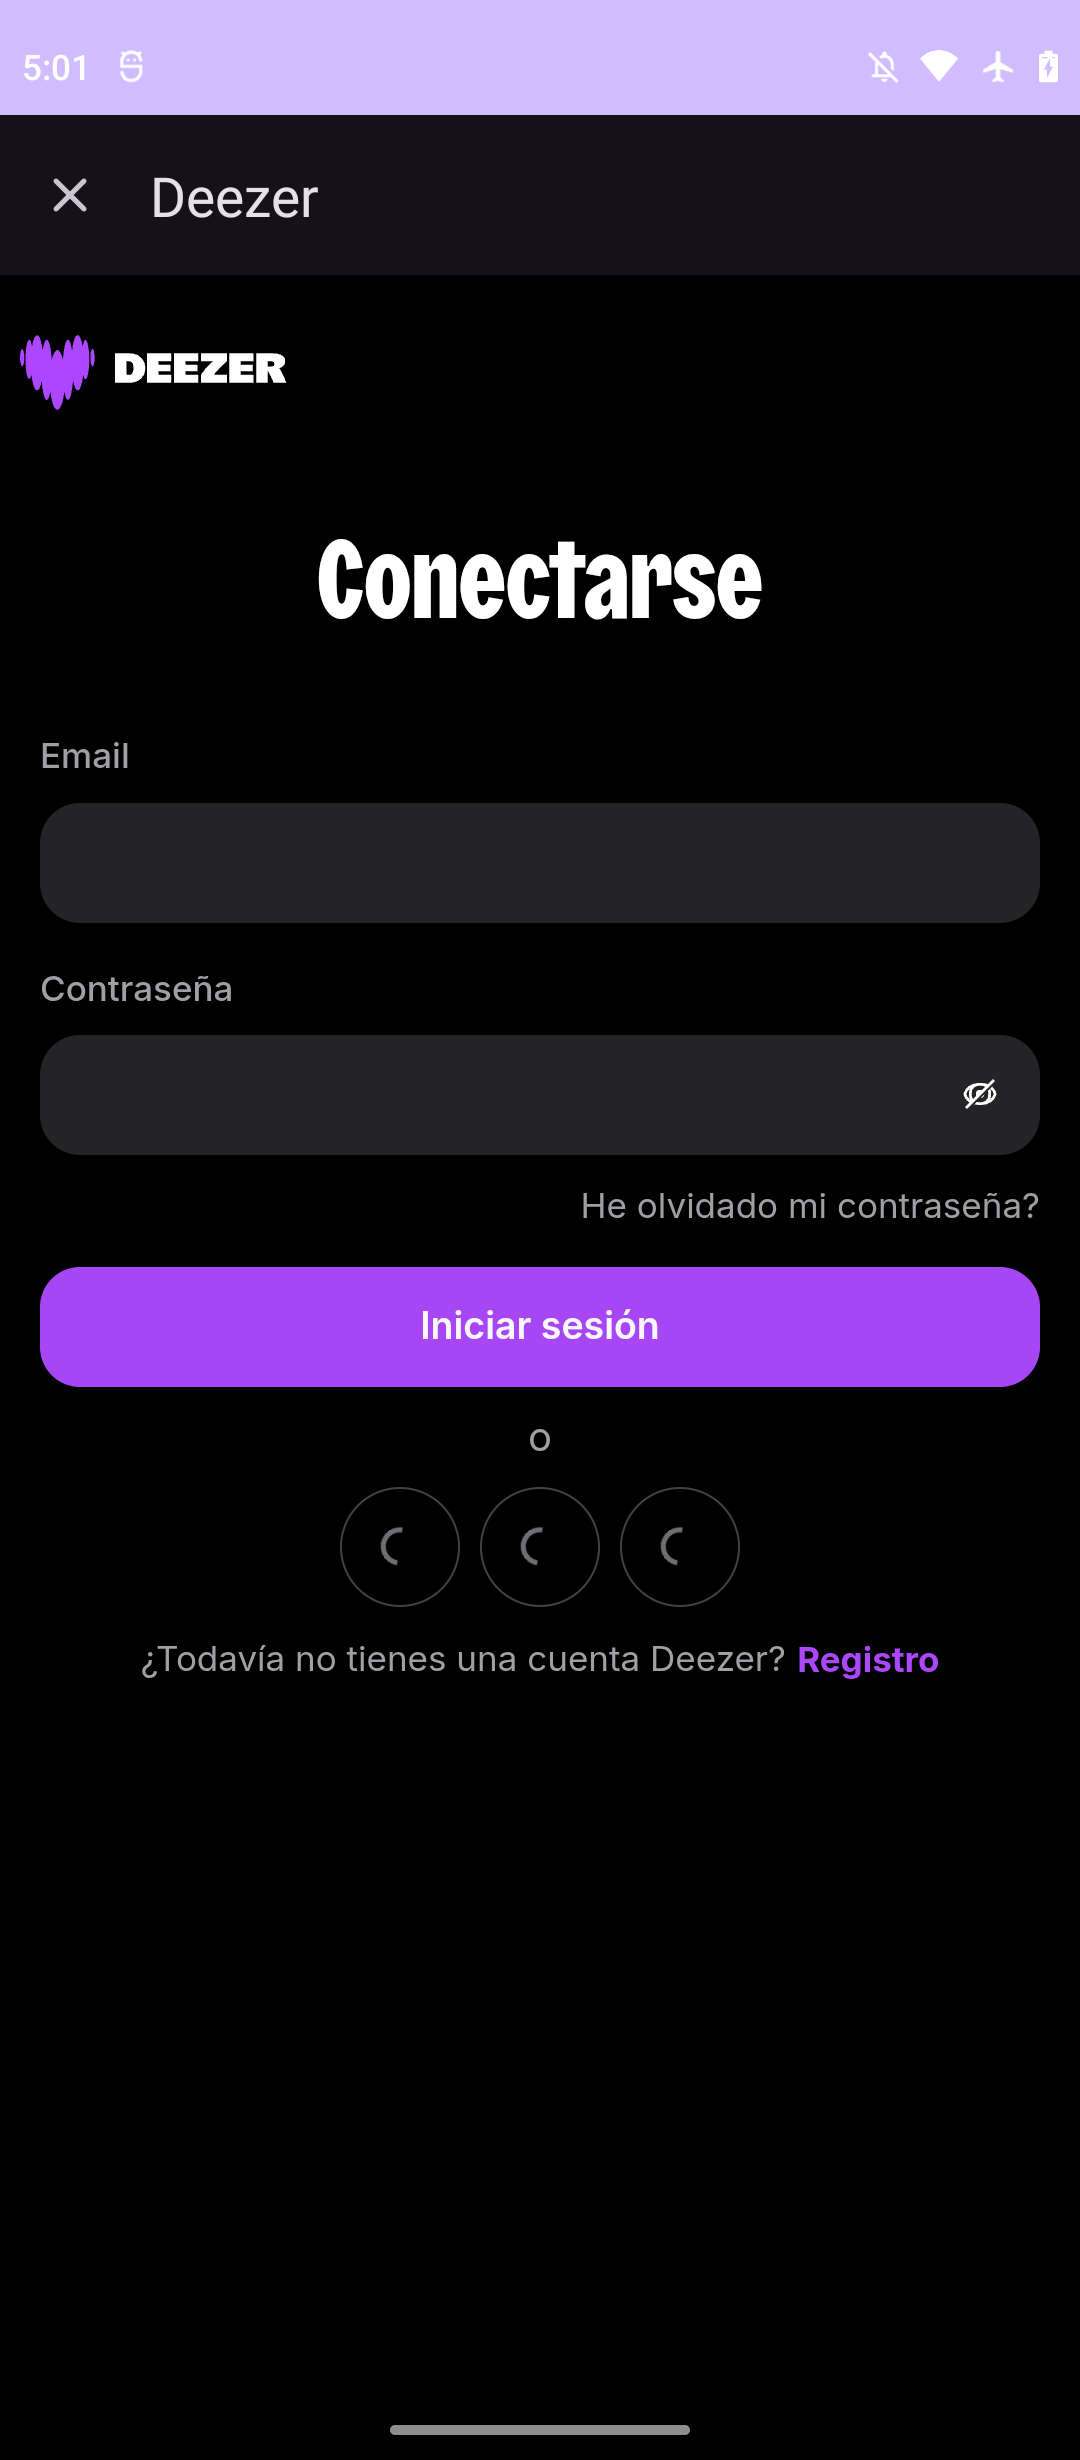 5:01
Deezer
DEEZER
Conectarse
Email
Contraseña
He olvidado mi contraseña?
Iniciar sesión
o
¿Todavía no tienes una cuenta Deezer? Registro